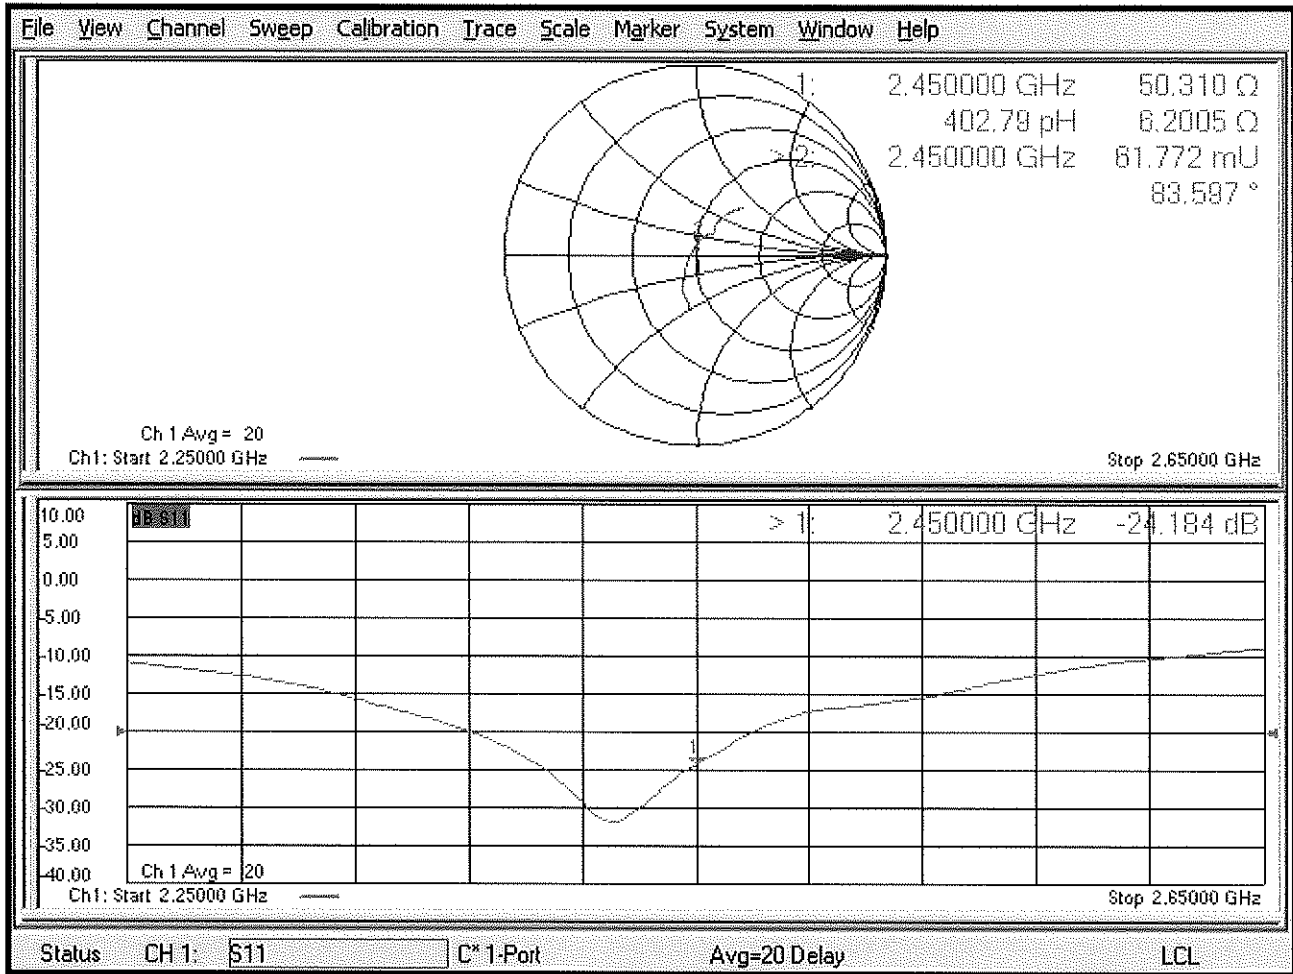 File View Channel Sweep Calibration Trace Scale Marker System Window Help
1: 2.450000 GHz 50.310 Ω
402.79 pH 6.2005 Ω
> 2: 2.450000 GHz 61.772 mU
83.587 °
Ch 1 Avg = 20
Ch1: Start 2.25000 GHz
Stop 2.65000 GHz
10.00
dB S11
> 1: 2.450000 GHz -24.184 dB
5.00
0.00
-5.00
-10.00
-15.00
-20.00
1
-25.00
-30.00
-35.00
-40.00
Ch 1 Avg = 20
Ch1: Start 2.25000 GHz
Stop 2.65000 GHz
Status CH 1: S11 C* 1-Port Avg=20 Delay LCL